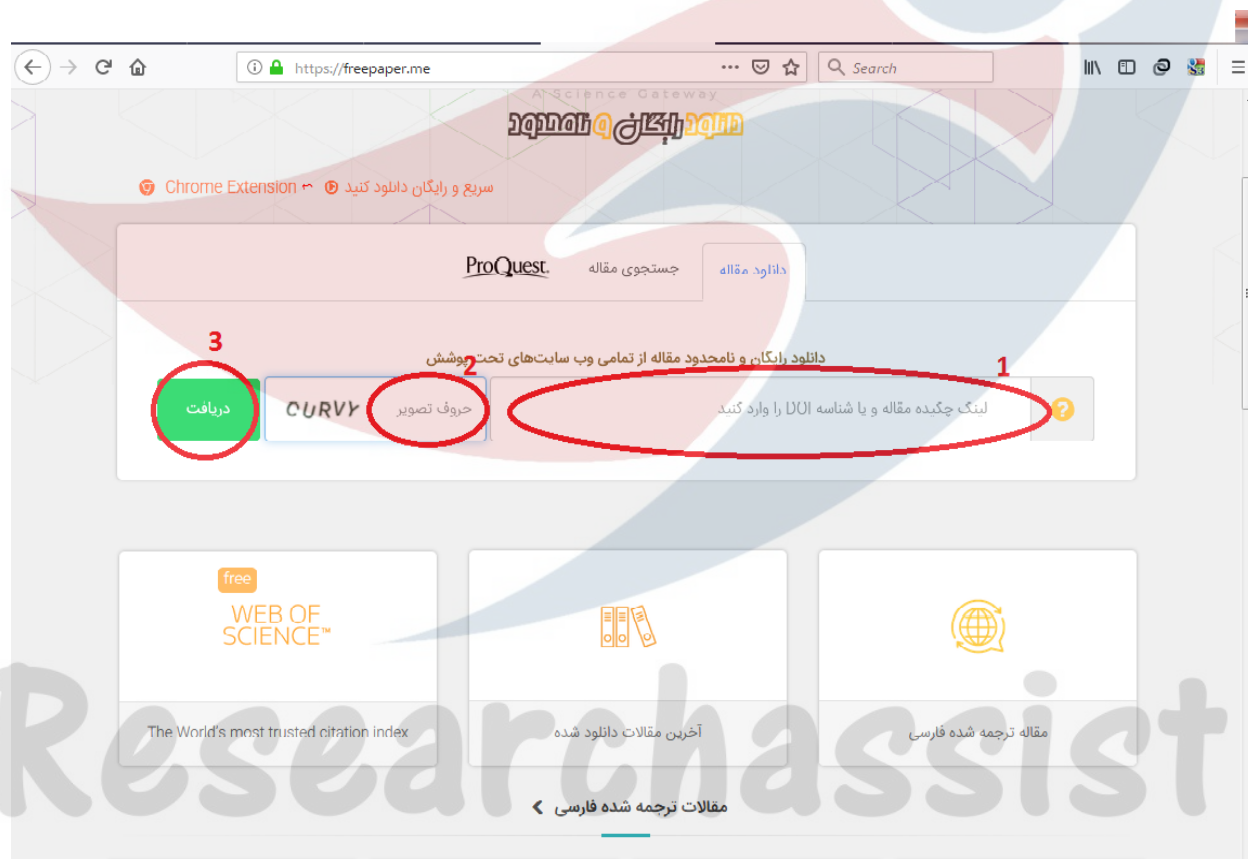 https://freepaper.me
Search
A Science Gateway
دانلود رایگان و نامحدود
سریع و رایگان دانلود کنید Chrome Extension
دانلود مقاله
جستجوی مقاله
ProQuest.
دانلود رایگان و نامحدود مقاله از تمامی وب سایت‌های تحت پوشش
1
2
3
لینک چکیده مقاله و یا شناسه DOI را وارد کنید
حروف تصویر
CURVY
دریافت
free
WEB OF
SCIENCE™
The World's most trusted citation index
آخرین مقالات دانلود شده
مقاله ترجمه شده فارسی
Researchassist
مقالات ترجمه شده فارسی